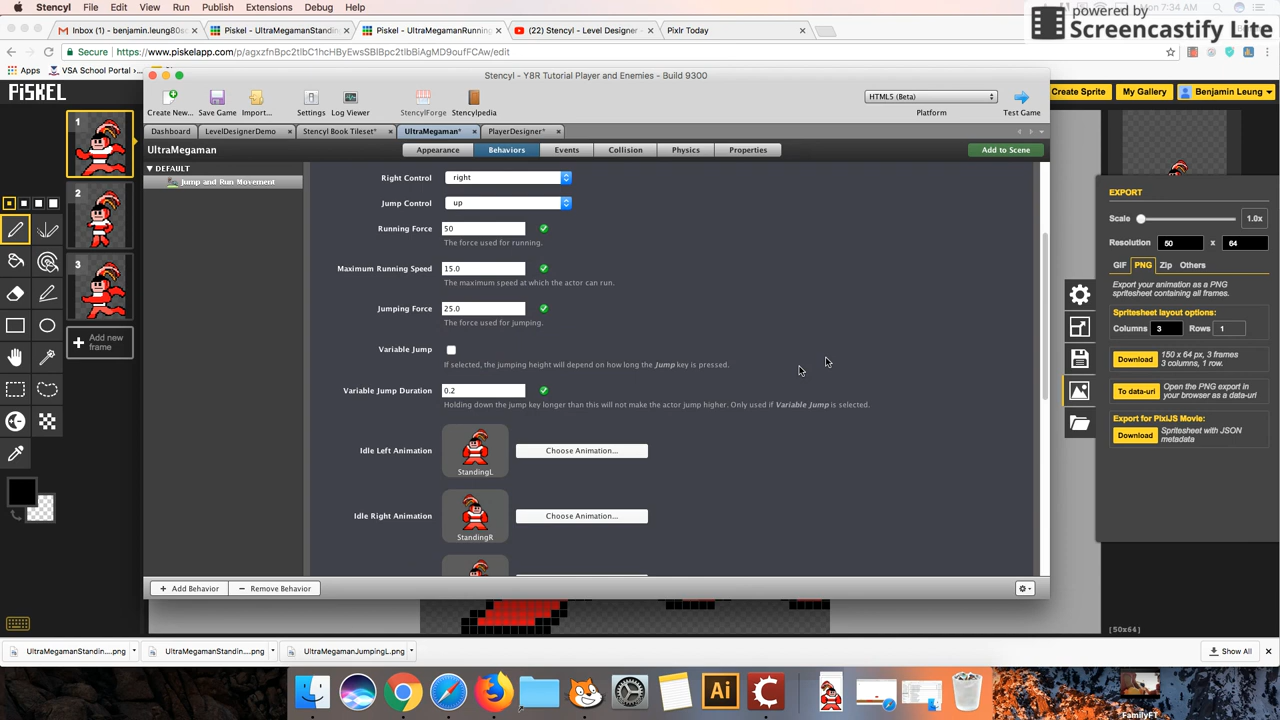 Stencyl File Edit View Run Publish Extensions Debug Help Mon 7:34 AM
powered by
Screencastify Lite
Inbox (1) - benjamin.leung80s
Piskel - UltraMegamanStandin
Piskel - UltraMegamanRunning
(22) Stencyl - Level Designer
Pixlr Today
Secure https://www.piskelapp.com/p/agxzfnBpc2tlbC1hcHByEwsSBlBpc2tlbBiAgMD9oufFCAw/edit
Apps VSA School Portal
PiSKEL
Create Sprite My Gallery Benjamin Leung
Stencyl - Y8R Tutorial Player and Enemies - Build 9300
Create New... Save Game Import... Settings Log Viewer StencylForge Stencylpedia
HTML5 (Beta)
Platform Test Game
Dashboard LevelDesignerDemo Stencyl Book Tileset* UltraMegaman* PlayerDesigner*
UltraMegaman
Appearance Behaviors Events Collision Physics Properties
Add to Scene
DEFAULT
Jump and Run Movement
Right Control right
Jump Control up
Running Force 50
The force used for running.
Maximum Running Speed 15.0
The maximum speed at which the actor can run.
Jumping Force 25.0
The force used for jumping.
Variable Jump
If selected, the jumping height will depend on how long the Jump key is pressed.
Variable Jump Duration 0.2
Holding down the jump key longer than this will not make the actor jump higher. Only used if Variable Jump is selected.
Idle Left Animation Choose Animation...
StandingL
Idle Right Animation Choose Animation...
StandingR
+ Add Behavior − Remove Behavior
1
2
3
Add new
frame
EXPORT
Scale 1.0x
Resolution 50 x 64
GIF PNG Zip Others
Export your animation as a PNG
spritesheet containing all frames.
Spritesheet layout options:
Columns 3 Rows 1
Download 150 x 64 px, 3 frames
3 columns, 1 row.
To data-uri Open the PNG export in
your browser as a data-uri
Export for PixiJS Movie:
Download Spritesheet with JSON
metadata
[50x64]
UltraMegamanStandin....png
UltraMegamanStandin....png
UltraMegamanJumpingL.png
Show All
Ai
FamilyFT